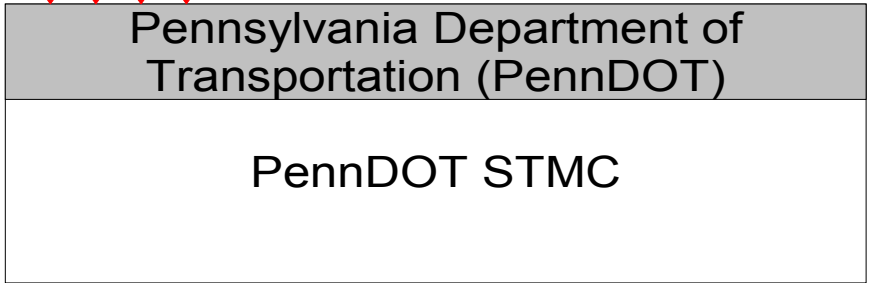 Pennsylvania Department of
Transportation (PennDOT)
PennDOT STMC